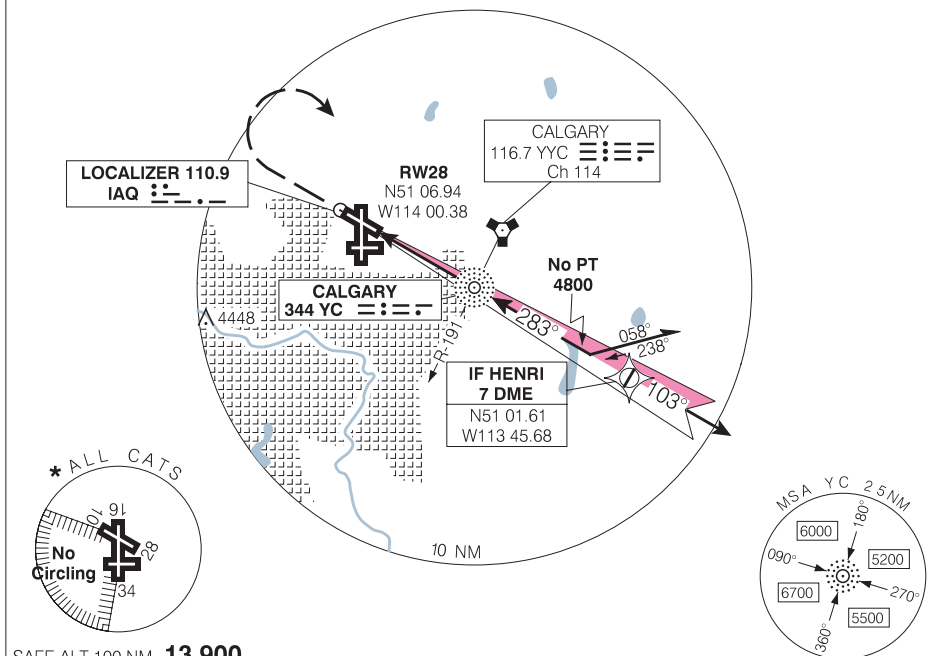 CALGARY
116.7 YYC
Ch 114
LOCALIZER 110.9
IAQ
RW28
N51 06.94
W114 00.38
No PT
4800
CALGARY
344 YC
4448
283°
058°
238°
R-191
IF HENRI
7 DME
N51 01.61
W113 45.68
103°
10 NM
* ALL CATS
16
10
28
No
Circling
34
MSA YC 25NM
180°
6000
090°
5200
6700
270°
5500
360°
SAFE ALT 100 NM 13,900